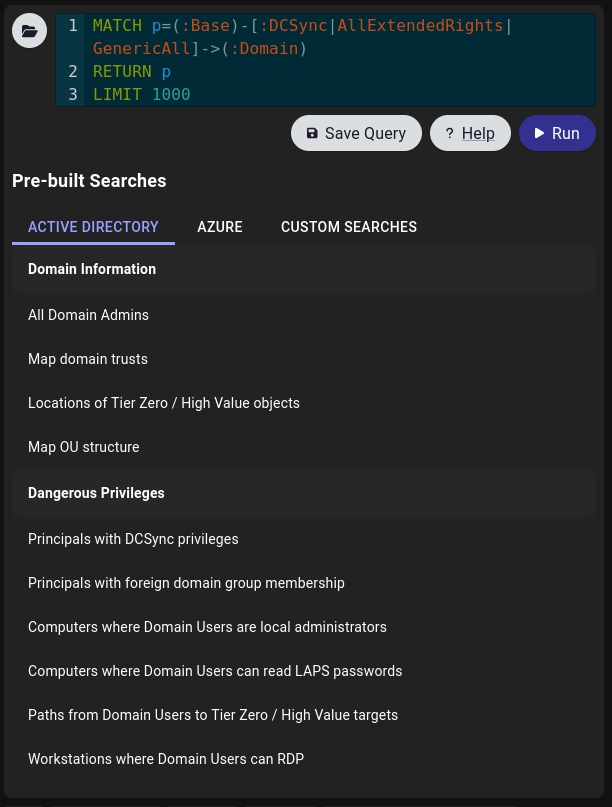 1 MATCH p=(:Base)-[:DCSync|AllExtendedRights|
GenericAll]->(:Domain)
2 RETURN p
3 LIMIT 1000
Save Query ? Help Run
Pre-built Searches
ACTIVE DIRECTORY AZURE CUSTOM SEARCHES
Domain Information
All Domain Admins
Map domain trusts
Locations of Tier Zero / High Value objects
Map OU structure
Dangerous Privileges
Principals with DCSync privileges
Principals with foreign domain group membership
Computers where Domain Users are local administrators
Computers where Domain Users can read LAPS passwords
Paths from Domain Users to Tier Zero / High Value targets
Workstations where Domain Users can RDP